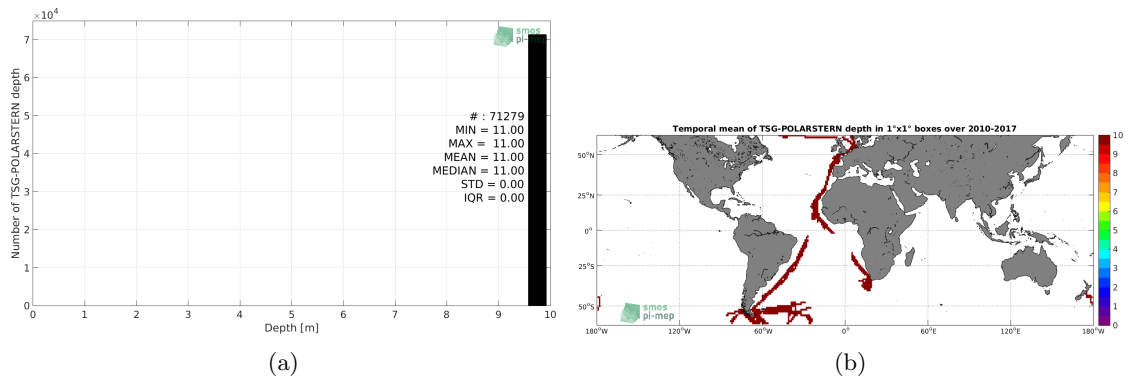 ×10⁴
7
6
5
4
3
2
1
0
Number of TSG-POLARSTERN depth
smos
pi-mep
# : 71279
MIN = 11.00
MAX = 11.00
MEAN = 11.00
MEDIAN = 11.00
STD = 0.00
IQR = 0.00
0 1 2 3 4 5 6 7 8 9 10
Depth [m]
(a)
Temporal mean of TSG-POLARSTERN depth in 1°x1° boxes over 2010-2017
50°N
25°N
0°
25°S
50°S
180°W 120°W 60°W 0° 60°E 120°E 180°W
smos
pi-mep
10
9
8
7
6
5
4
3
2
1
0
(b)